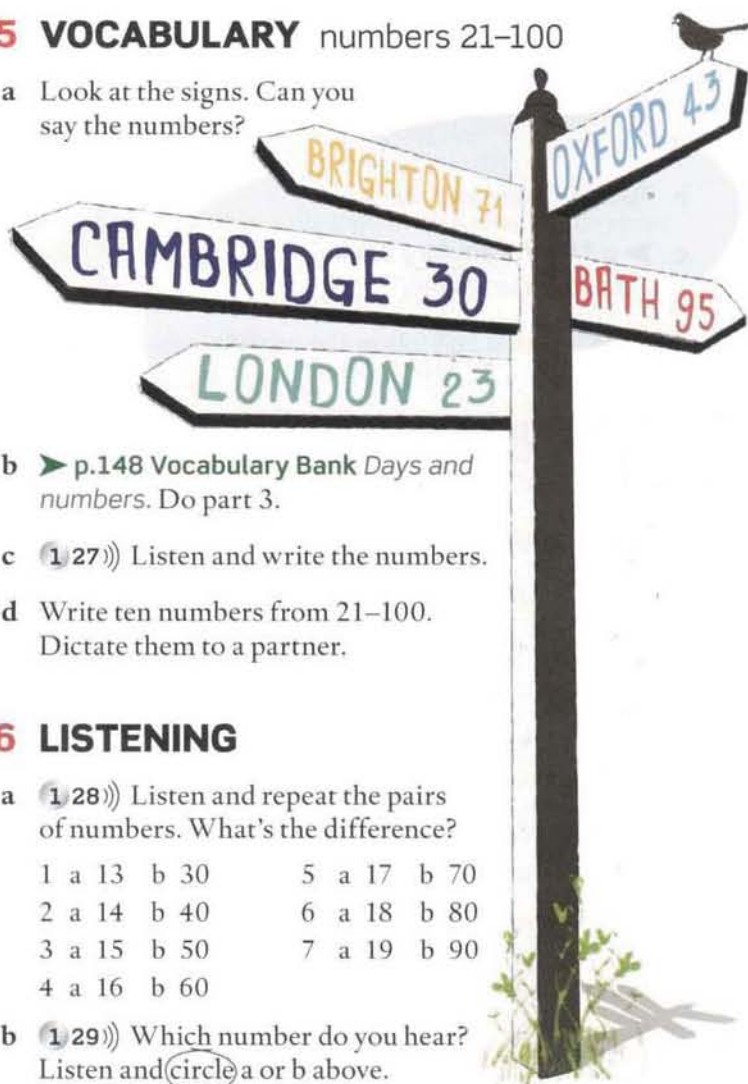 5 VOCABULARY numbers 21–100
a Look at the signs. Can you
say the numbers?
BRIGHTON 71
OXFORD 43
CAMBRIDGE 30
BATH 95
LONDON 23
b ➤ p.148 Vocabulary Bank Days and
numbers. Do part 3.
c 1 27))) Listen and write the numbers.
d Write ten numbers from 21–100.
Dictate them to a partner.
6 LISTENING
a 1 28))) Listen and repeat the pairs
of numbers. What's the difference?
1 a 13 b 30 5 a 17 b 70
2 a 14 b 40 6 a 18 b 80
3 a 15 b 50 7 a 19 b 90
4 a 16 b 60
b 1 29))) Which number do you hear?
Listen and circle a or b above.